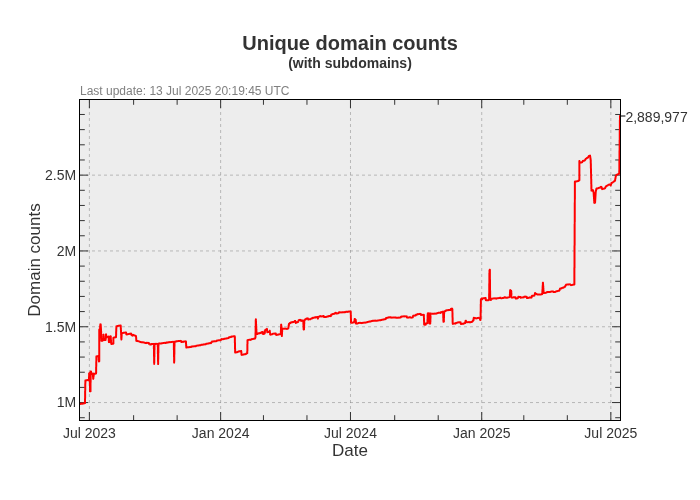 Unique domain counts
(with subdomains)
Last update: 13 Jul 2025 20:19:45 UTC
2,889,977
2.5M
2M
1.5M
1M
Domain counts
Jul 2023 Jan 2024 Jul 2024 Jan 2025 Jul 2025
Date